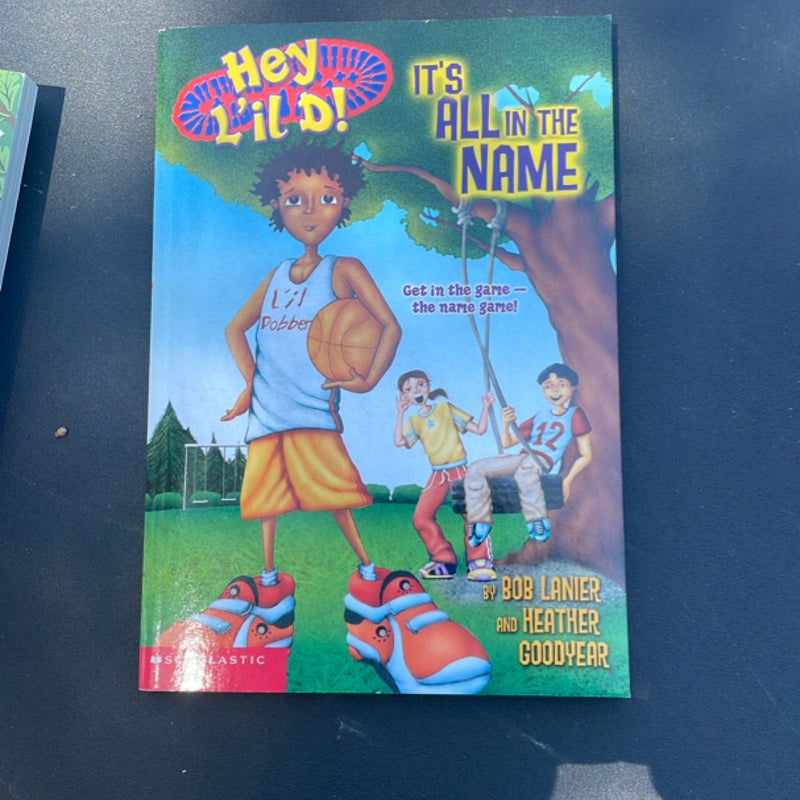 Hey
L'il D!
IT'S
ALL IN THE
NAME
Get in the game —
the name game!
L'il
Dobber
12
BY BOB LANIER
AND HEATHER
GOODYEAR
SCHOLASTIC